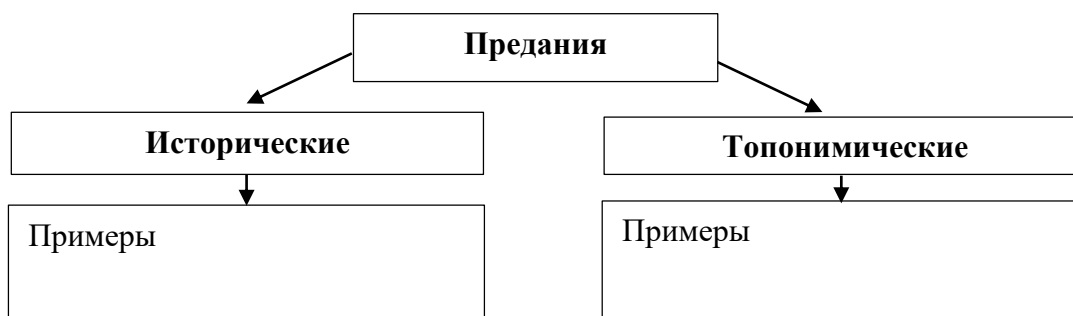 Предания
Исторические
Топонимические
Примеры
Примеры